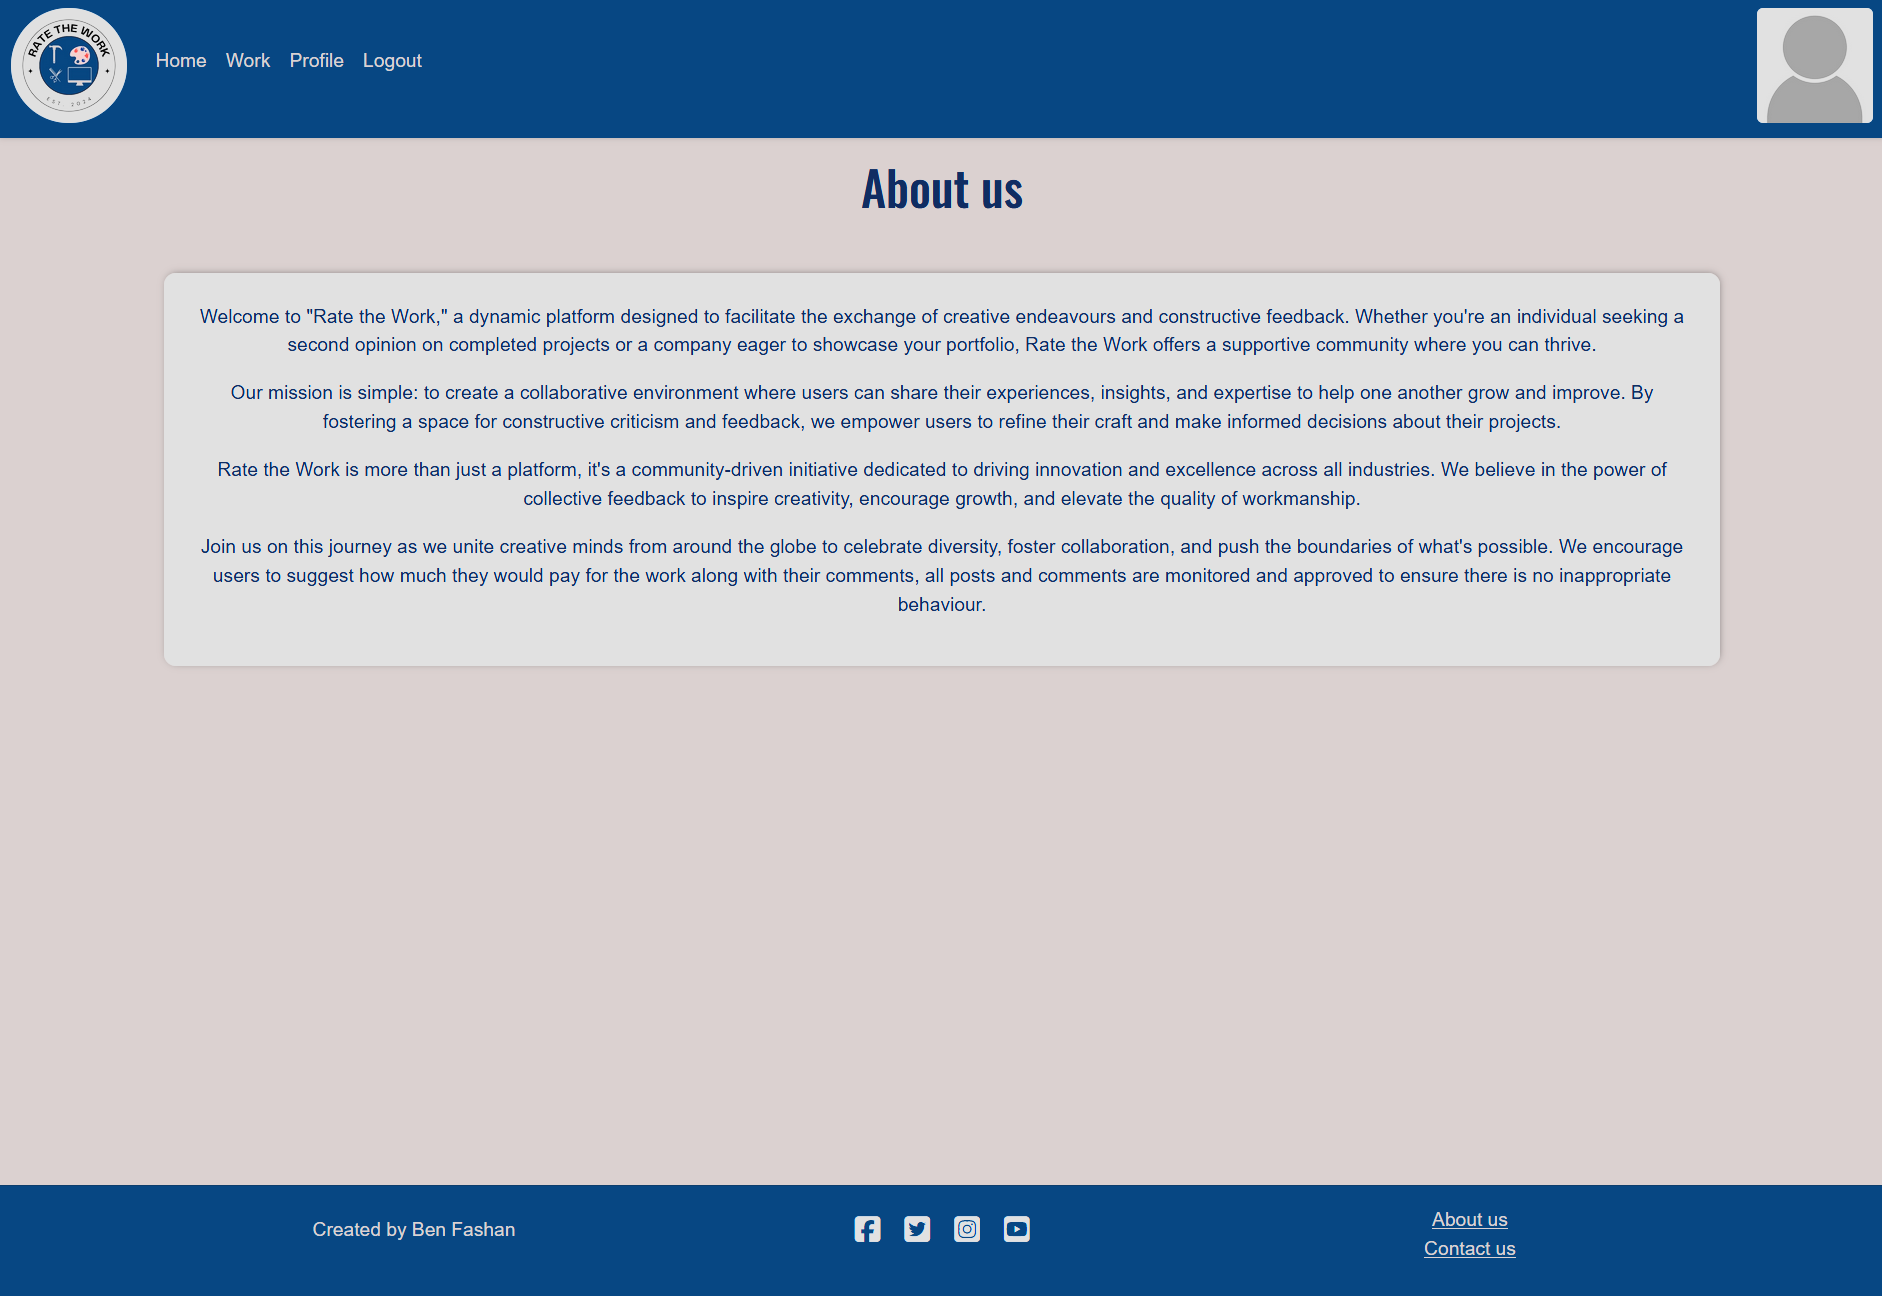 RATE THE WORK
EST 2024
Home Work Profile Logout
About us
Welcome to "Rate the Work," a dynamic platform designed to facilitate the exchange of creative endeavours and constructive feedback. Whether you're an individual seeking a
second opinion on completed projects or a company eager to showcase your portfolio, Rate the Work offers a supportive community where you can thrive.
Our mission is simple: to create a collaborative environment where users can share their experiences, insights, and expertise to help one another grow and improve. By
fostering a space for constructive criticism and feedback, we empower users to refine their craft and make informed decisions about their projects.
Rate the Work is more than just a platform, it's a community-driven initiative dedicated to driving innovation and excellence across all industries. We believe in the power of
collective feedback to inspire creativity, encourage growth, and elevate the quality of workmanship.
Join us on this journey as we unite creative minds from around the globe to celebrate diversity, foster collaboration, and push the boundaries of what's possible. We encourage
users to suggest how much they would pay for the work along with their comments, all posts and comments are monitored and approved to ensure there is no inappropriate
behaviour.
Created by Ben Fashan
About us
Contact us